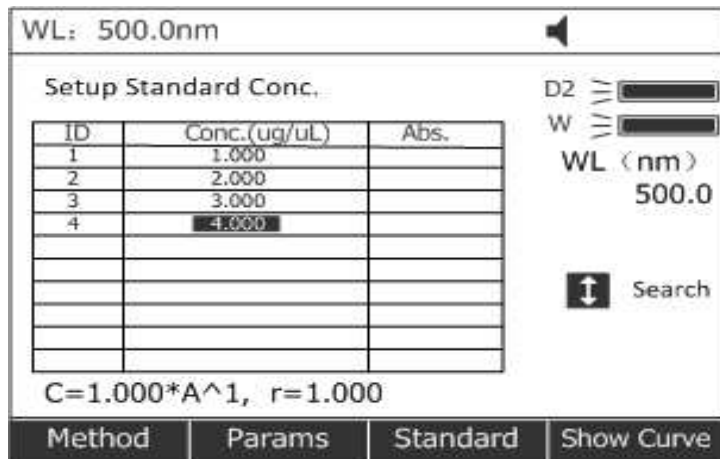 WL: 500.0nm
Setup Standard Conc.
D2
W
WL (nm)
500.0
ID Conc.(ug/uL) Abs.
1 1.000
2 2.000
3 3.000
4 4.000
Search
C=1.000*A^1, r=1.000
Method Params Standard Show Curve